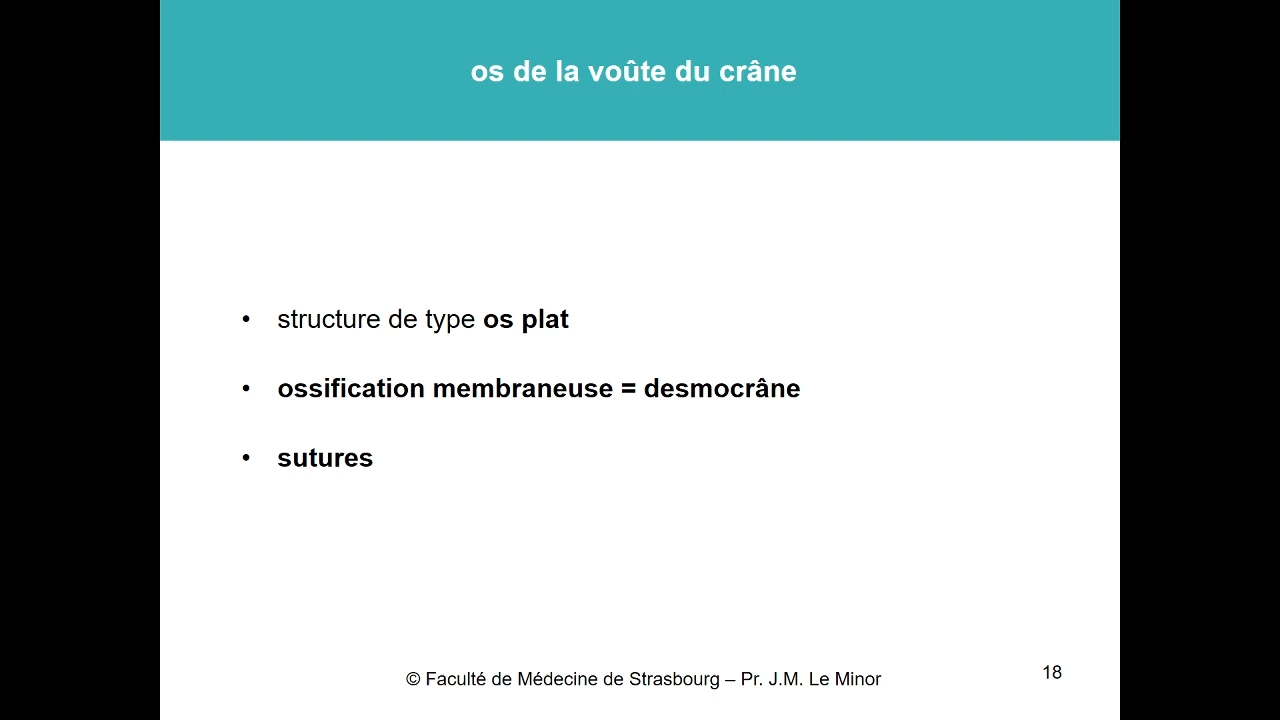 os de la voûte du crâne
• structure de type os plat
• ossification membraneuse = desmocrâne
• sutures
© Faculté de Médecine de Strasbourg – Pr. J.M. Le Minor
18